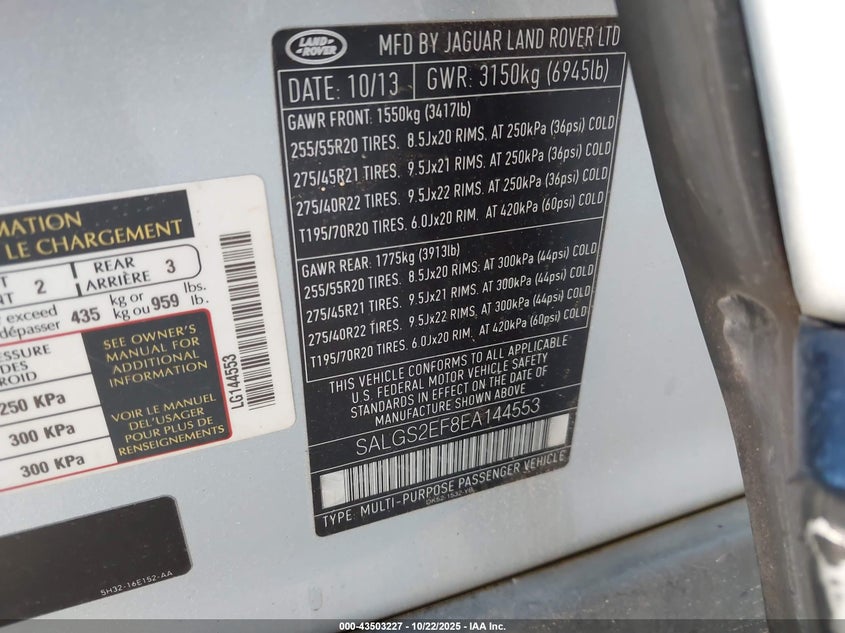 LAND
ROVER
MFD BY JAGUAR LAND ROVER LTD
DATE: 10/13 GWR: 3150kg (6945lb)
GAWR FRONT: 1550kg (3417lb)
255/55R20 TIRES. 8.5Jx20 RIMS. AT 250kPa (36psi) COLD
275/45R21 TIRES. 9.5Jx21 RIMS. AT 250kPa (36psi) COLD
275/40R22 TIRES. 9.5Jx22 RIMS. AT 250kPa (36psi) COLD
T195/70R20 TIRES. 6.0Jx20 RIM. AT 420kPa (60psi) COLD
GAWR REAR: 1775kg (3913lb)
255/55R20 TIRES. 8.5Jx20 RIMS: AT 300kPa (44psi) COLD
275/45R21 TIRES. 9.5Jx21 RIMS: AT 300kPa (44psi) COLD
275/40R22 TIRES. 9.5Jx22 RIMS: AT 300kPa (44psi) COLD
T195/70R20 TIRES. 6.0Jx20 RIM. AT 420kPa (60psi) COLD
THIS VEHICLE CONFORMS TO ALL APPLICABLE
U.S. FEDERAL MOTOR VEHICLE SAFETY
STANDARDS IN EFFECT ON THE DATE OF
MANUFACTURE SHOWN ABOVE
SALGS2EF8EA144553
TYPE: MULTI-PURPOSE PASSENGER VEHICLE
RMATION
LE CHARGEMENT
2 REAR 3
ARRIÈRE
exceed 435 kg or 959 lbs.
dépasser kg ou lb.
ESSURE
DES
ROID
250 KPa
300 KPa
300 KPa
SEE OWNER'S
MANUAL FOR
ADDITIONAL
INFORMATION
VOIR LE MANUEL
DE L'USAGER
POUR PLUS DE
RENSEIGNEMENTS
LG144553
5H32-16E152-AA
000-43503227 - 10/22/2025 - IAA Inc.